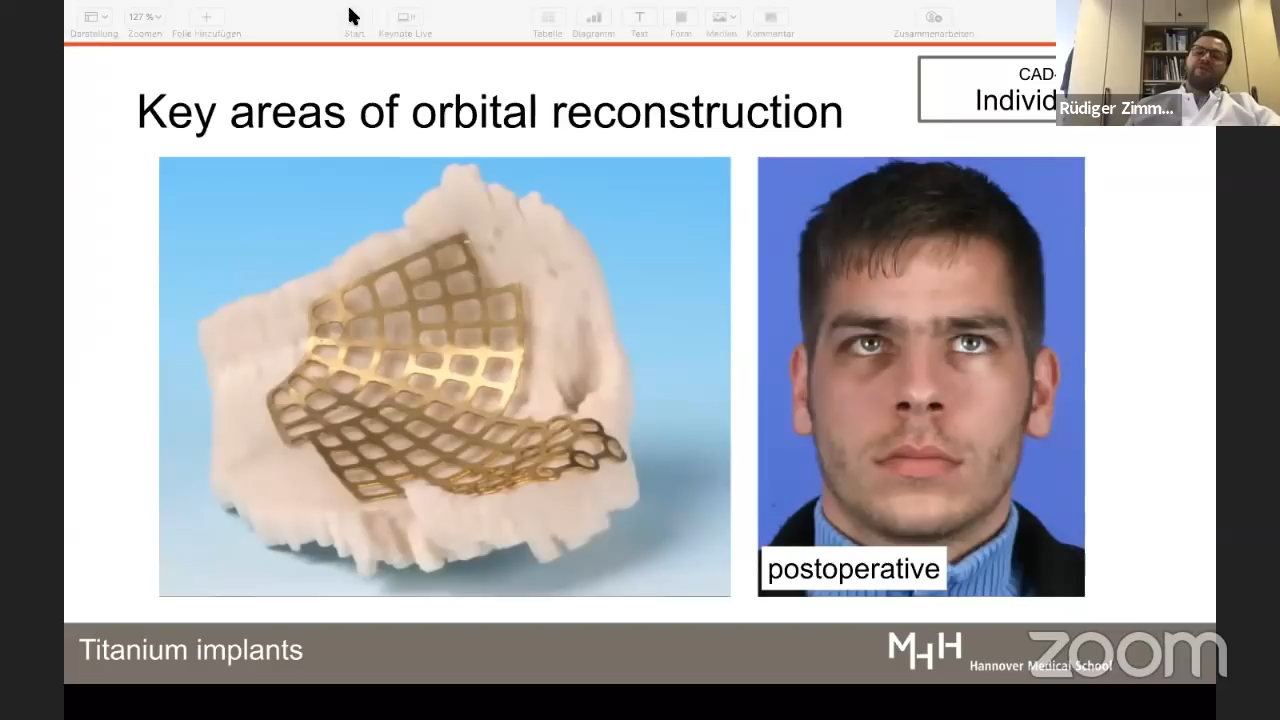 127 %
Darstellung
Zoomen
Folie hinzufügen
Start
Keynote Live
Tabelle
Diagramm
Text
Form
Medien
Kommentar
Zusammenarbeiten
CAD-
Individ
Rüdiger Zimm...
Key areas of orbital reconstruction
postoperative
Titanium implants
MHH
Hannover Medical School
zoom